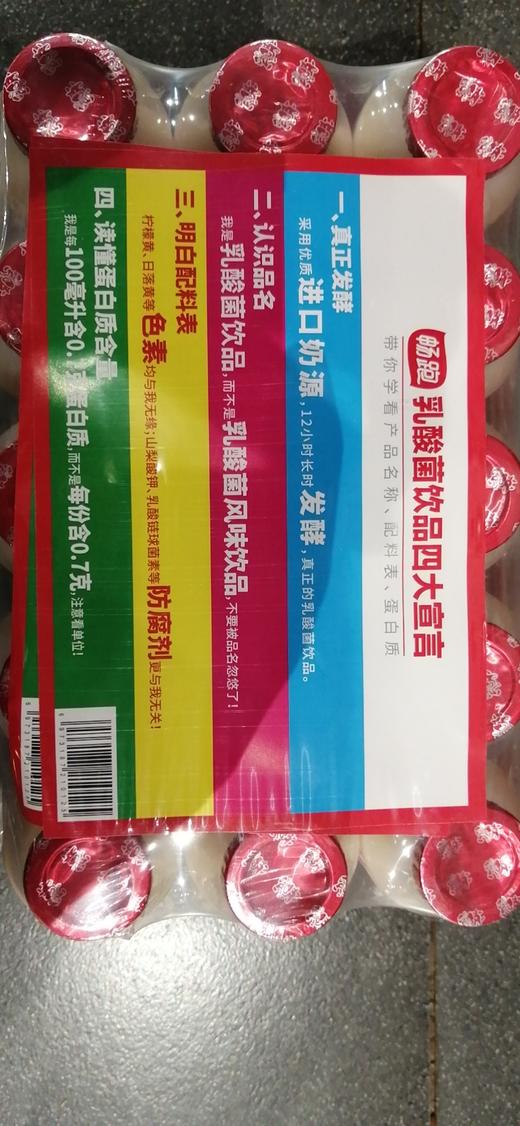 畅跑 乳酸菌饮品四大宣言
带你学看产品名称、配料表、蛋白质
一、真正发酵
采用优质进口奶源,12小时长时发酵,真正的乳酸菌饮品。
二、认识品名
我是乳酸菌饮品,而不是乳酸菌风味饮品,不要被品名忽悠了!
三、明白配料表
柠檬黄、日落黄等色素均与我无缘;山梨酸钾、乳酸链球菌素等防腐剂更与我无关!
四、读懂蛋白质含量
我是每100毫升含0.7克蛋白质,而不是每份含0.7克,注意看单位!